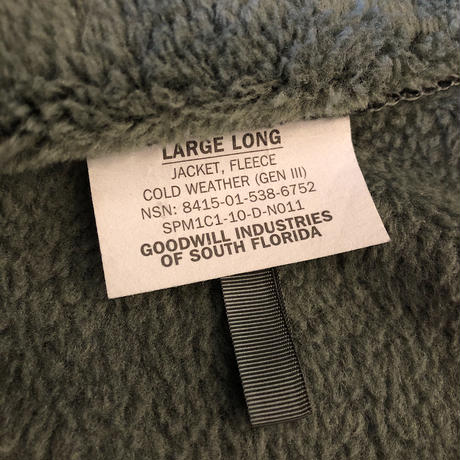 LARGE LONG
JACKET, FLEECE
COLD WEATHER (GEN III)
NSN: 8415-01-538-6752
SPM1C1-10-D-N011
GOODWILL INDUSTRIES
OF SOUTH FLORIDA